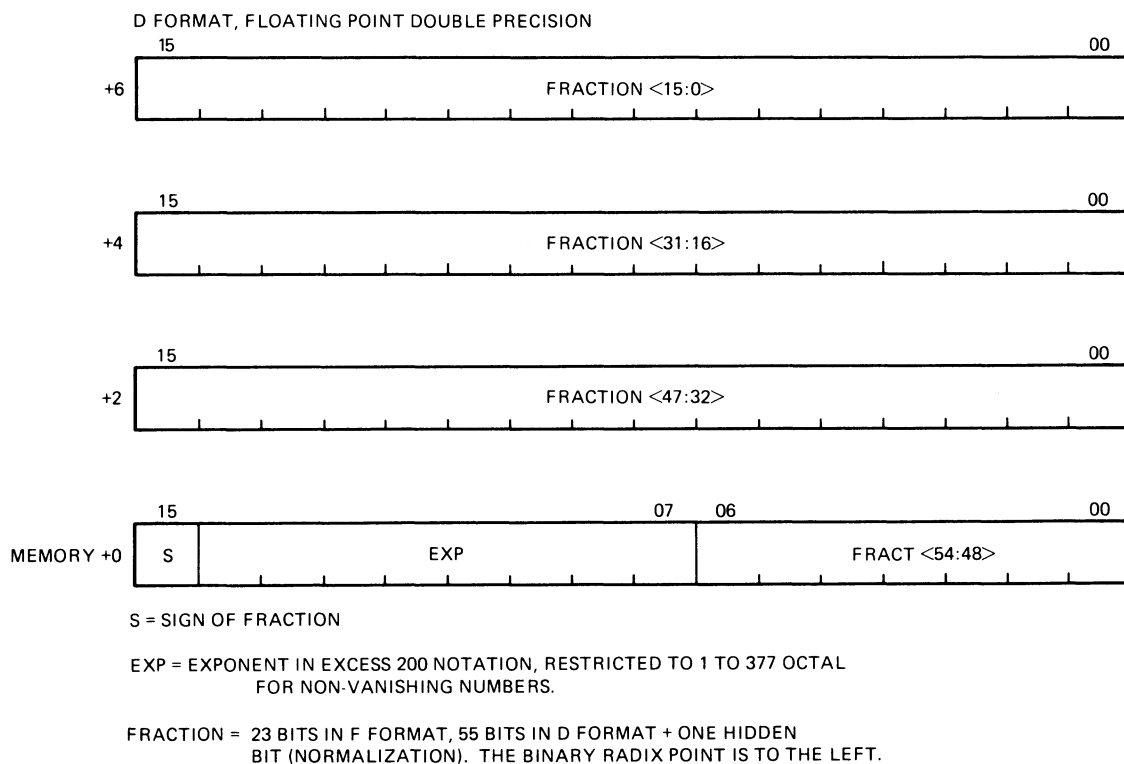 D FORMAT, FLOATING POINT DOUBLE PRECISION
15 00
+6 FRACTION <15:0>
15 00
+4 FRACTION <31:16>
15 00
+2 FRACTION <47:32>
15 07 06 00
MEMORY +0 S EXP FRACT <54:48>
S = SIGN OF FRACTION
EXP = EXPONENT IN EXCESS 200 NOTATION, RESTRICTED TO 1 TO 377 OCTAL
FOR NON-VANISHING NUMBERS.
FRACTION = 23 BITS IN F FORMAT, 55 BITS IN D FORMAT + ONE HIDDEN
BIT (NORMALIZATION). THE BINARY RADIX POINT IS TO THE LEFT.